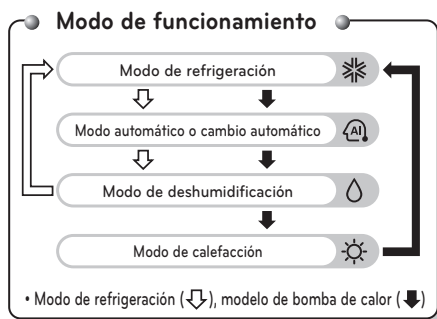 Modo de funcionamiento
Modo de refrigeración
Modo automático o cambio automático
AI
Modo de deshumidificación
Modo de calefacción
• Modo de refrigeración (⇩), modelo de bomba de calor (⬇)